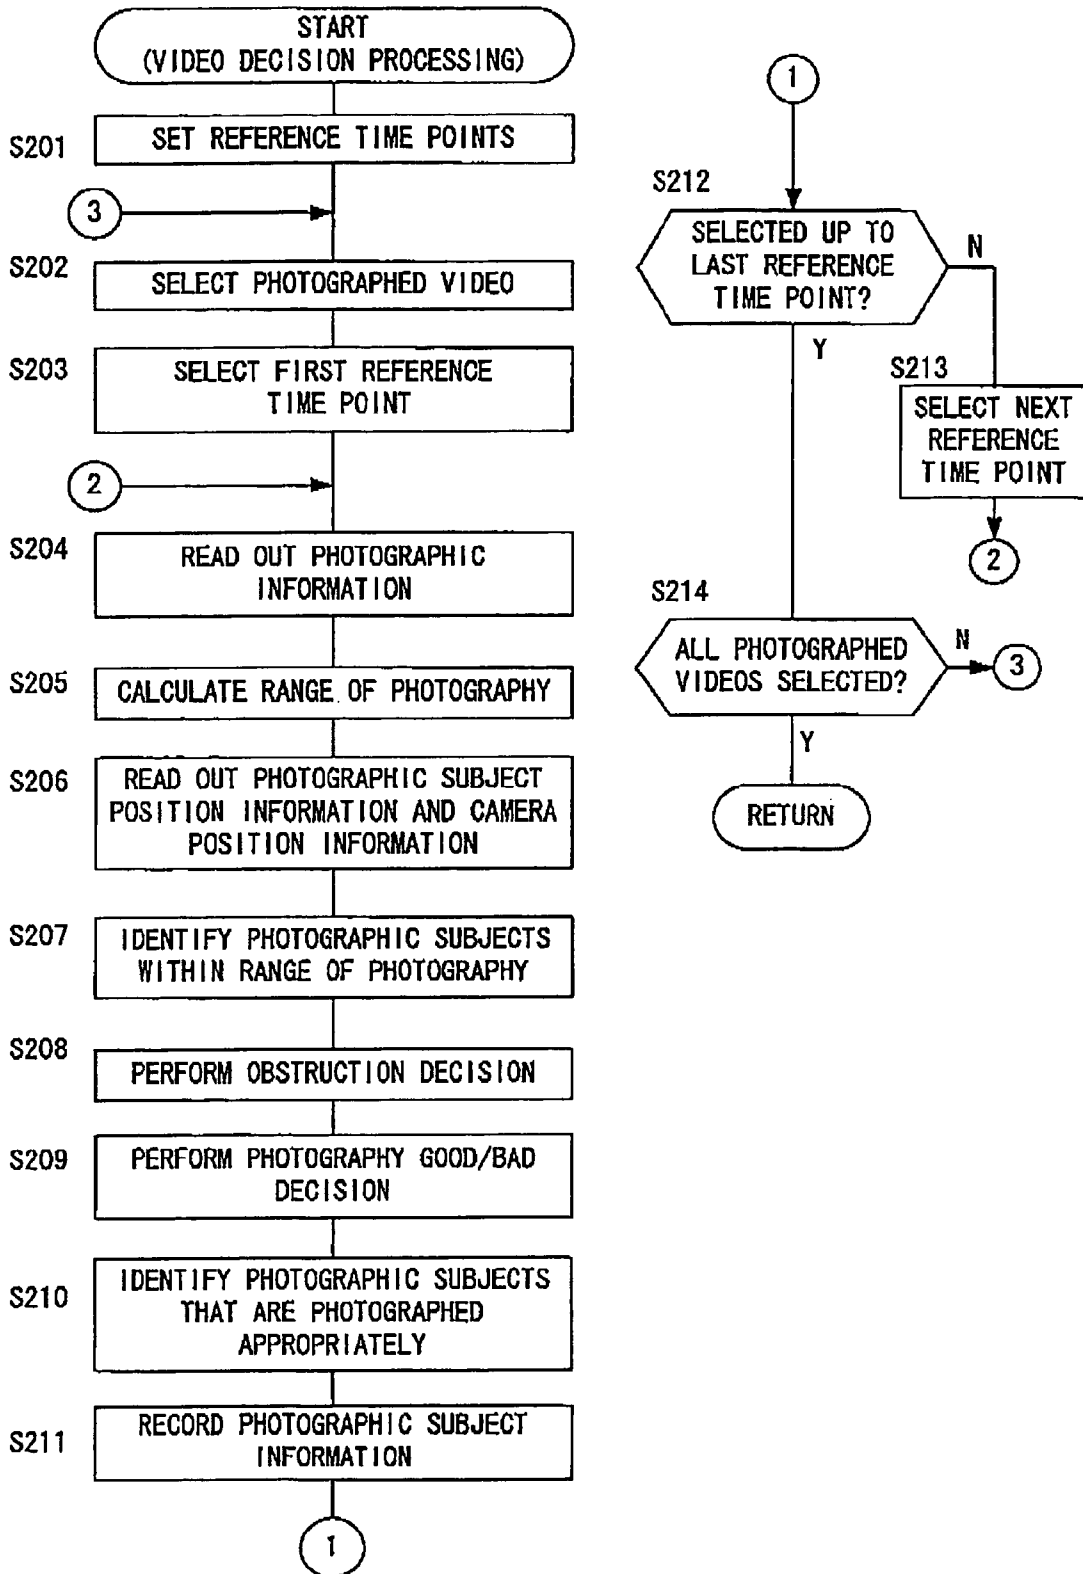 START
(VIDEO DECISION PROCESSING)
S201
SET REFERENCE TIME POINTS
3
S202
SELECT PHOTOGRAPHED VIDEO
S203
SELECT FIRST REFERENCE
TIME POINT
2
S204
READ OUT PHOTOGRAPHIC
INFORMATION
S205
CALCULATE RANGE OF PHOTOGRAPHY
S206
READ OUT PHOTOGRAPHIC SUBJECT
POSITION INFORMATION AND CAMERA
POSITION INFORMATION
S207
IDENTIFY PHOTOGRAPHIC SUBJECTS
WITHIN RANGE OF PHOTOGRAPHY
S208
PERFORM OBSTRUCTION DECISION
S209
PERFORM PHOTOGRAPHY GOOD/BAD
DECISION
S210
IDENTIFY PHOTOGRAPHIC SUBJECTS
THAT ARE PHOTOGRAPHED
APPROPRIATELY
S211
RECORD PHOTOGRAPHIC SUBJECT
INFORMATION
1
1
S212
SELECTED UP TO
LAST REFERENCE
TIME POINT?
N
Y
S213
SELECT NEXT
REFERENCE
TIME POINT
2
S214
ALL PHOTOGRAPHED
VIDEOS SELECTED?
N
3
Y
RETURN